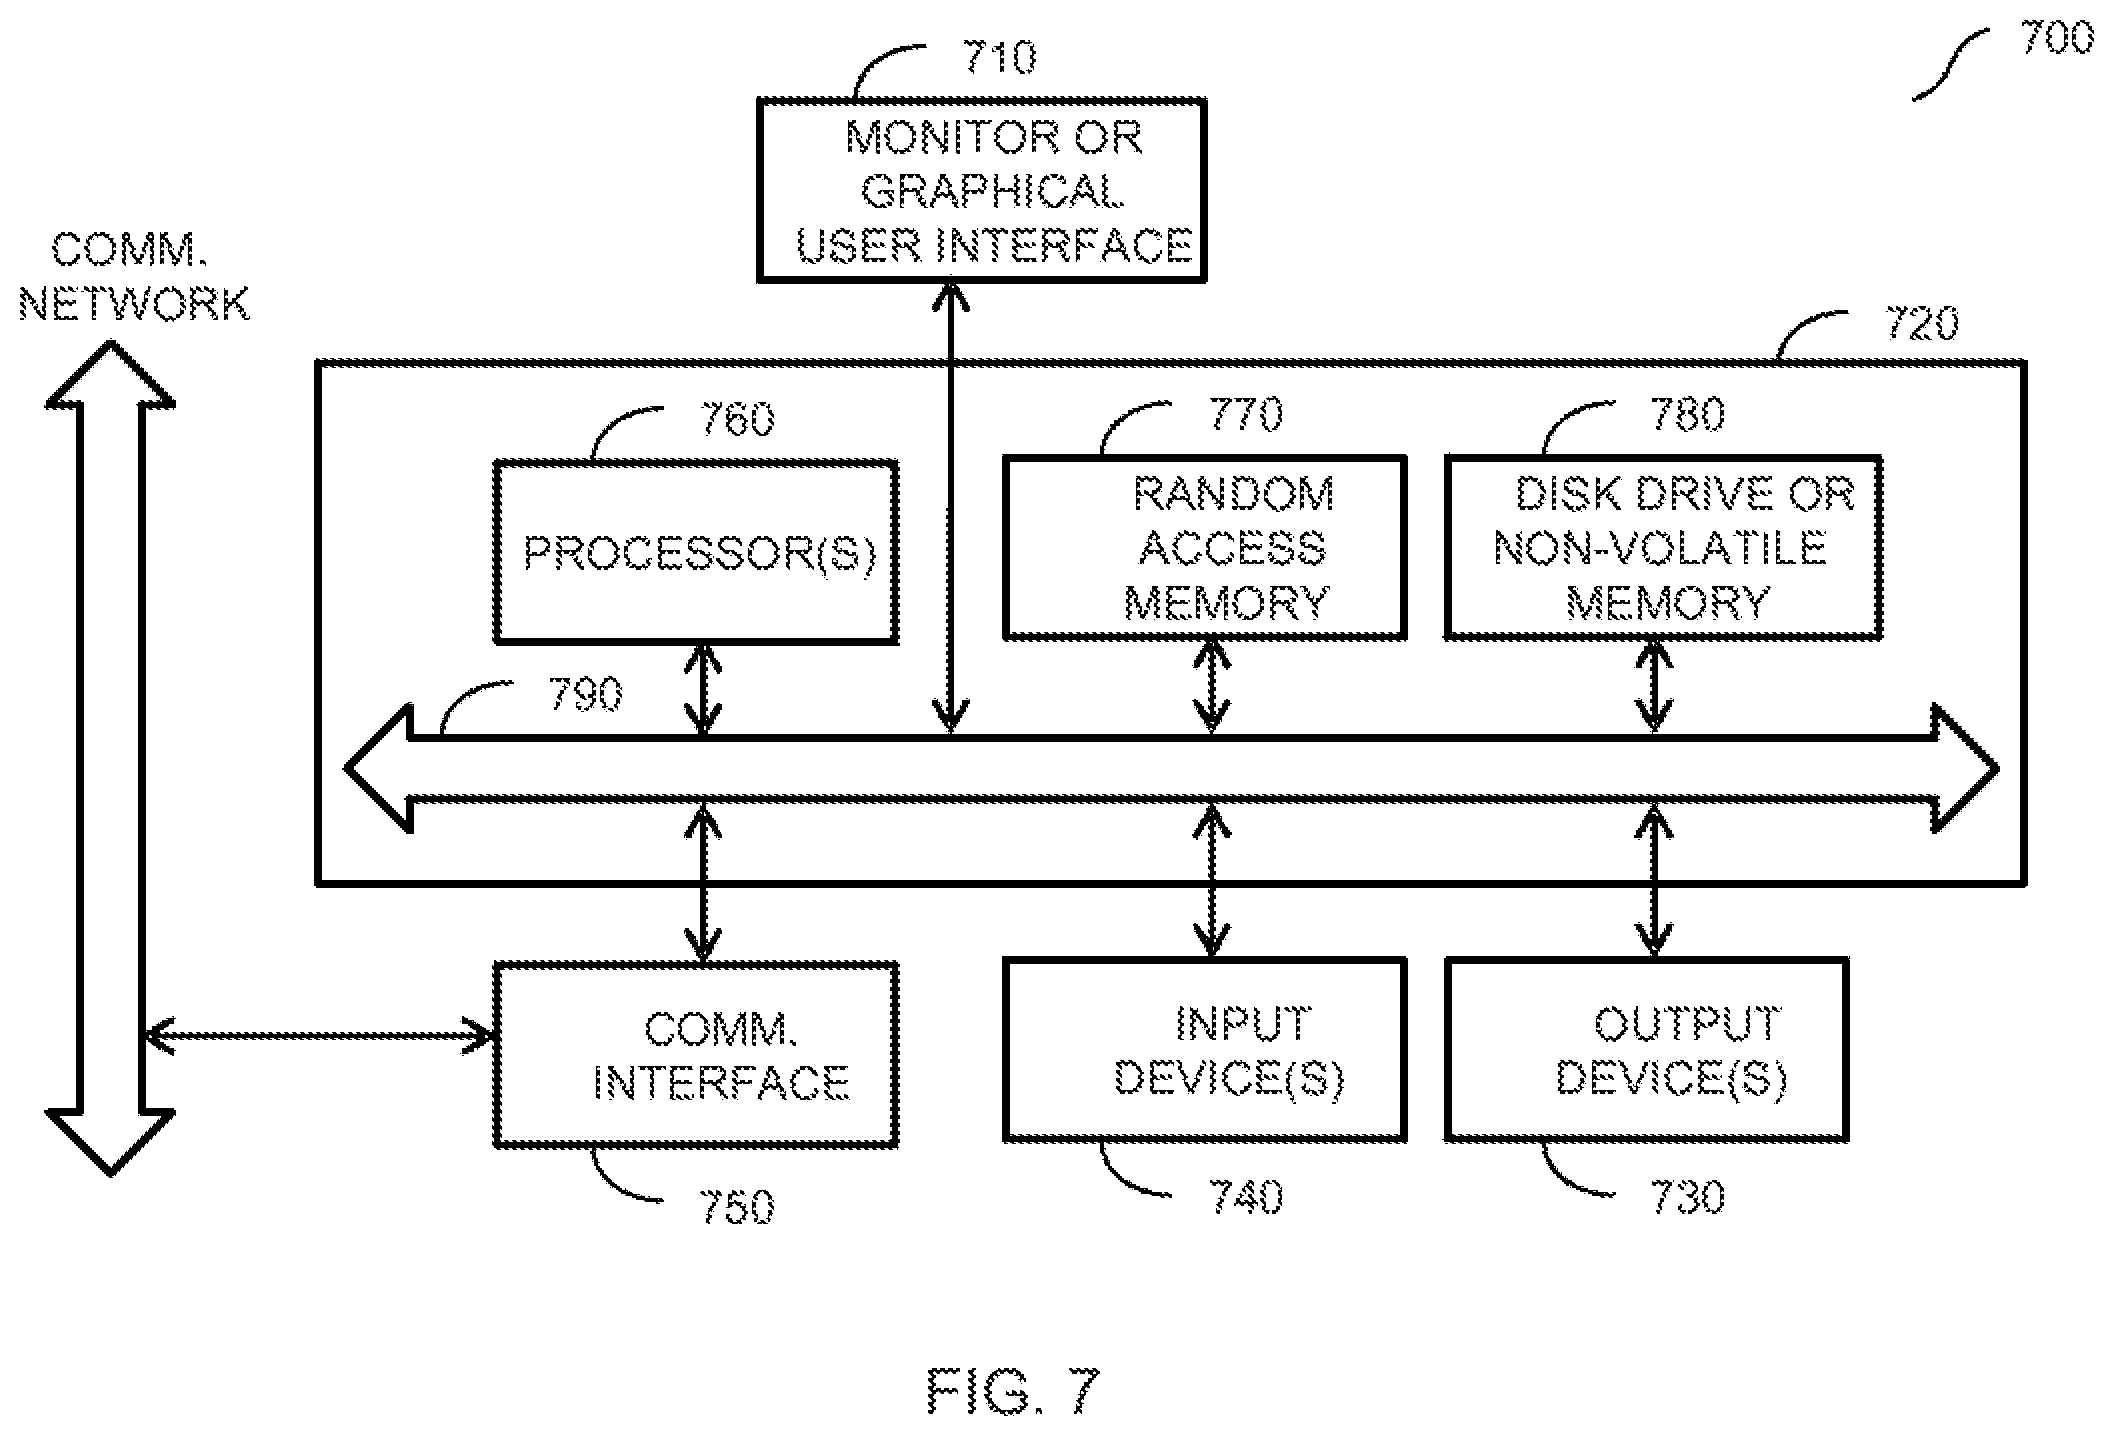 700
710
MONITOR OR
GRAPHICAL
USER INTERFACE
COMM.
NETWORK
720
760
PROCESSOR(S)
770
RANDOM
ACCESS
MEMORY
780
DISK DRIVE OR
NON-VOLATILE
MEMORY
790
COMM.
INTERFACE
750
INPUT
DEVICE(S)
740
OUTPUT
DEVICE(S)
730
FIG. 7